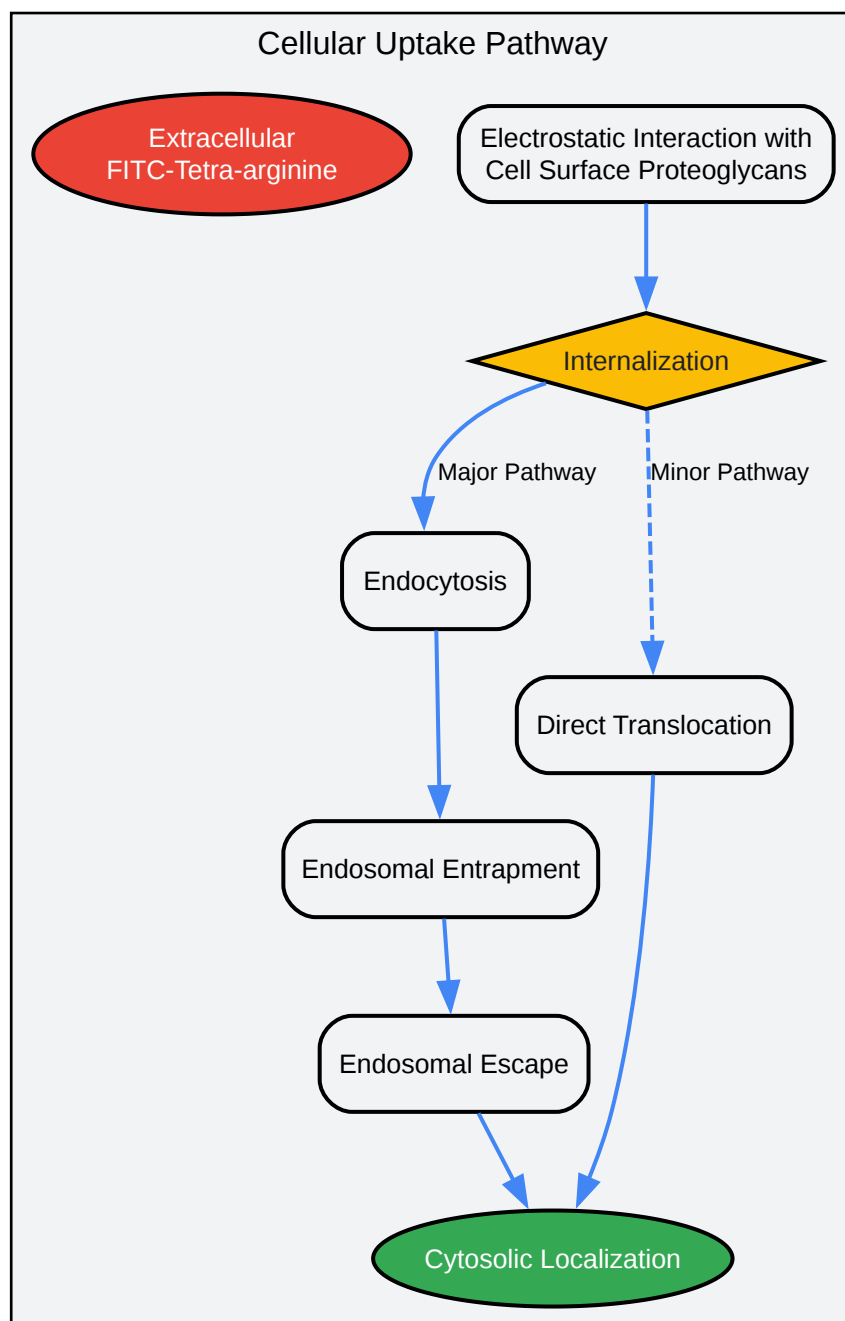 Cellular Uptake Pathway
Extracellular
FITC-Tetra-arginine
Electrostatic Interaction with
Cell Surface Proteoglycans
Internalization
Major Pathway
Minor Pathway
Endocytosis
Direct Translocation
Endosomal Entrapment
Endosomal Escape
Cytosolic Localization